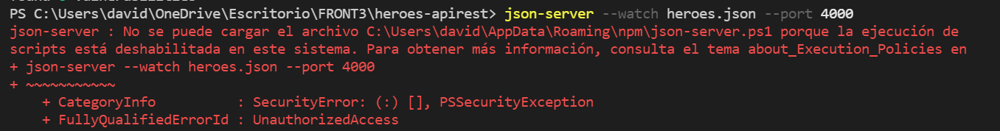 PS C:\Users\david\OneDrive\Escritorio\FRONT3\heroes-apirest> json-server --watch heroes.json --port 4000
json-server : No se puede cargar el archivo C:\Users\david\AppData\Roaming\npm\json-server.ps1 porque la ejecución de
scripts está deshabilitada en este sistema. Para obtener más información, consulta el tema about_Execution_Policies en
+ json-server --watch heroes.json --port 4000
+ ~~~~~~~~~~~
    + CategoryInfo          : SecurityError: (:) [], PSSecurityException
    + FullyQualifiedErrorId : UnauthorizedAccess